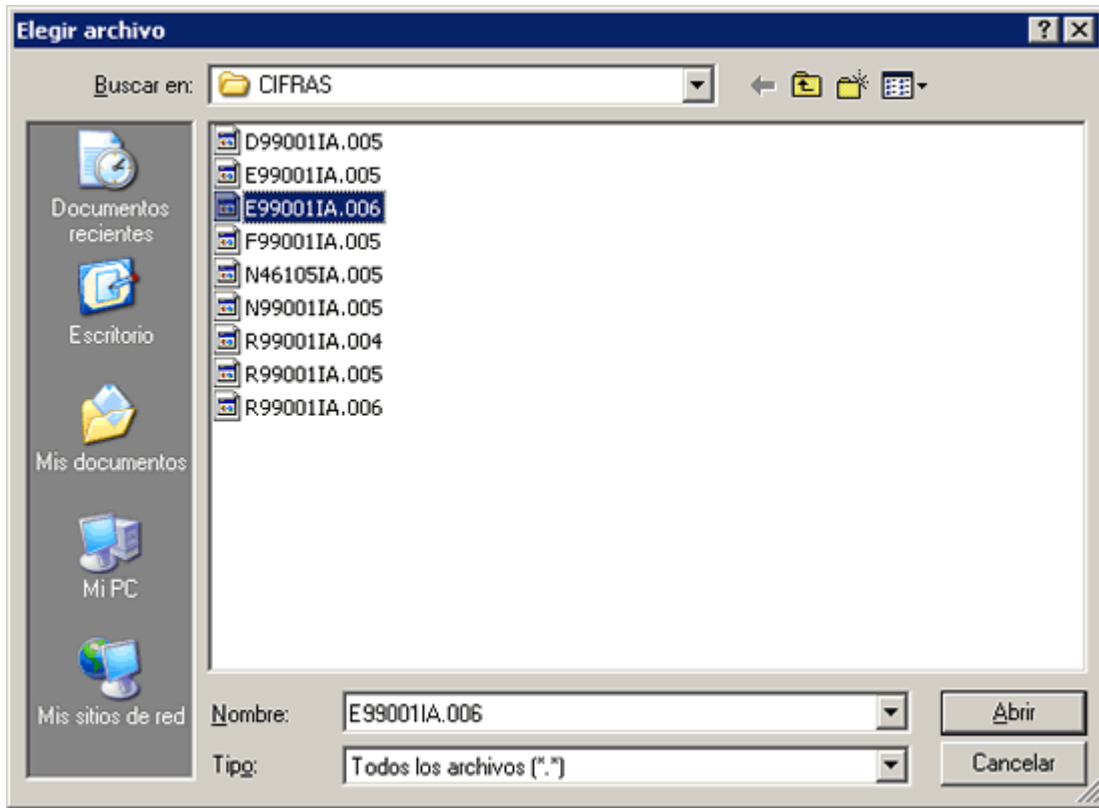 Elegir archivo
Buscar en: CIFRAS
Documentos
recientes
Escritorio
Mis documentos
Mi PC
Mis sitios de red
D99001IA.005
E99001IA.005
E99001IA.006
F99001IA.005
N46105IA.005
N99001IA.005
R99001IA.004
R99001IA.005
R99001IA.006
Nombre: E99001IA.006
Abrir
Tipo: Todos los archivos (*.*)
Cancelar